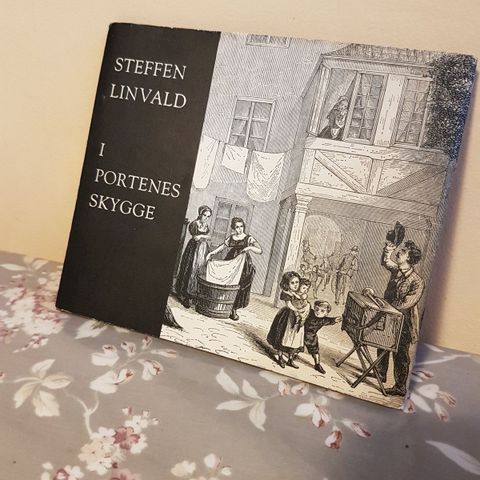 STEFFEN
LINVALD
I
PORTENES
SKYGGE